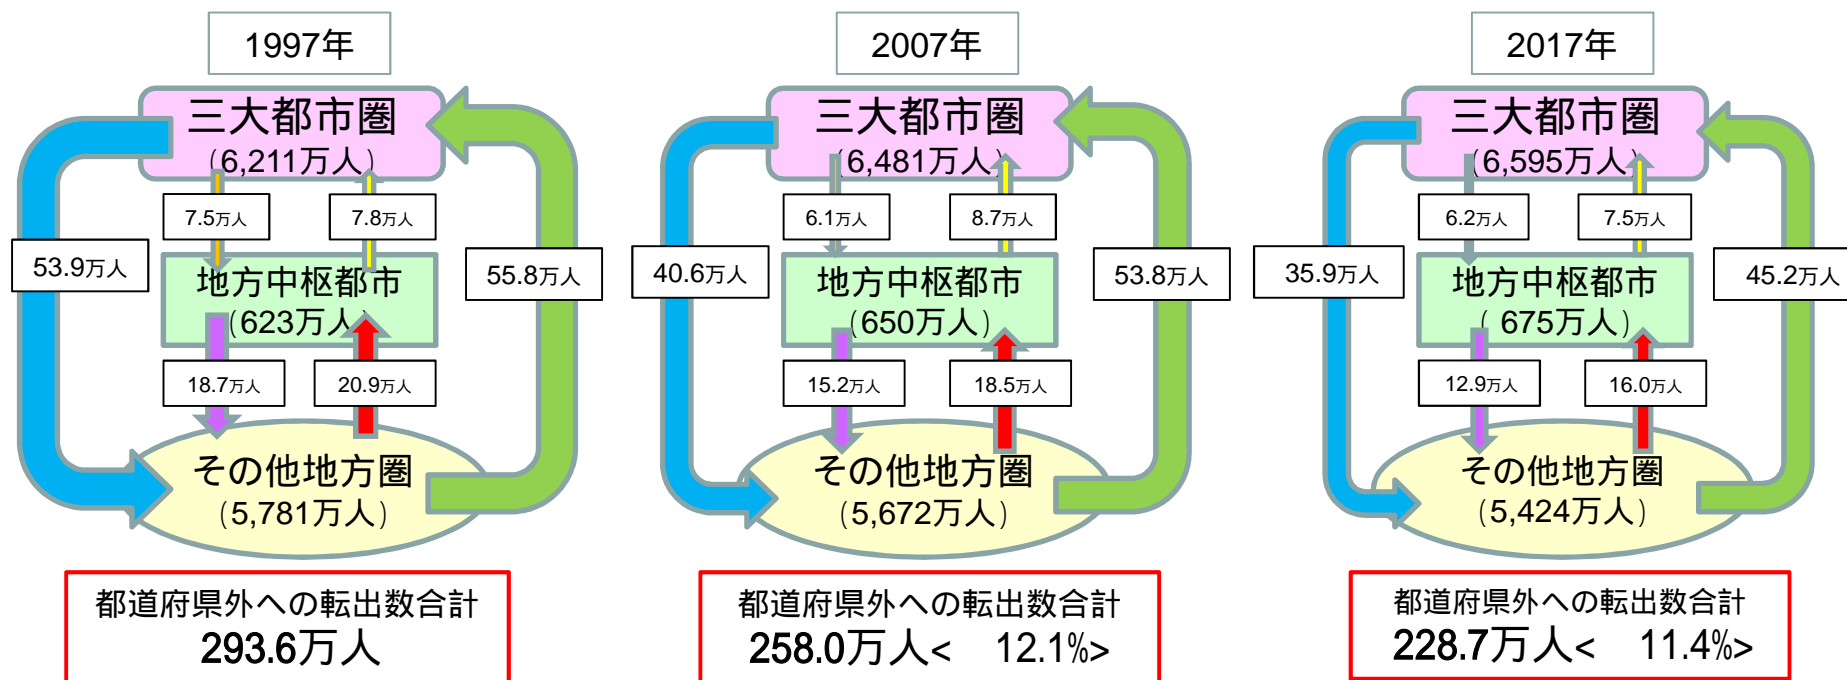 1997年
三大都市圏
(6,211万人)
7.5万人
7.8万人
53.9万人
55.8万人
地方中枢都市
(623万人)
18.7万人
20.9万人
その他地方圏
(5,781万人)
都道府県外への転出数合計
293.6万人
2007年
三大都市圏
(6,481万人)
6.1万人
8.7万人
40.6万人
53.8万人
地方中枢都市
(650万人)
15.2万人
18.5万人
その他地方圏
(5,672万人)
都道府県外への転出数合計
258.0万人< 12.1%>
2017年
三大都市圏
(6,595万人)
6.2万人
7.5万人
35.9万人
45.2万人
地方中枢都市
( 675万人)
12.9万人
16.0万人
その他地方圏
(5,424万人)
都道府県外への転出数合計
228.7万人< 11.4%>